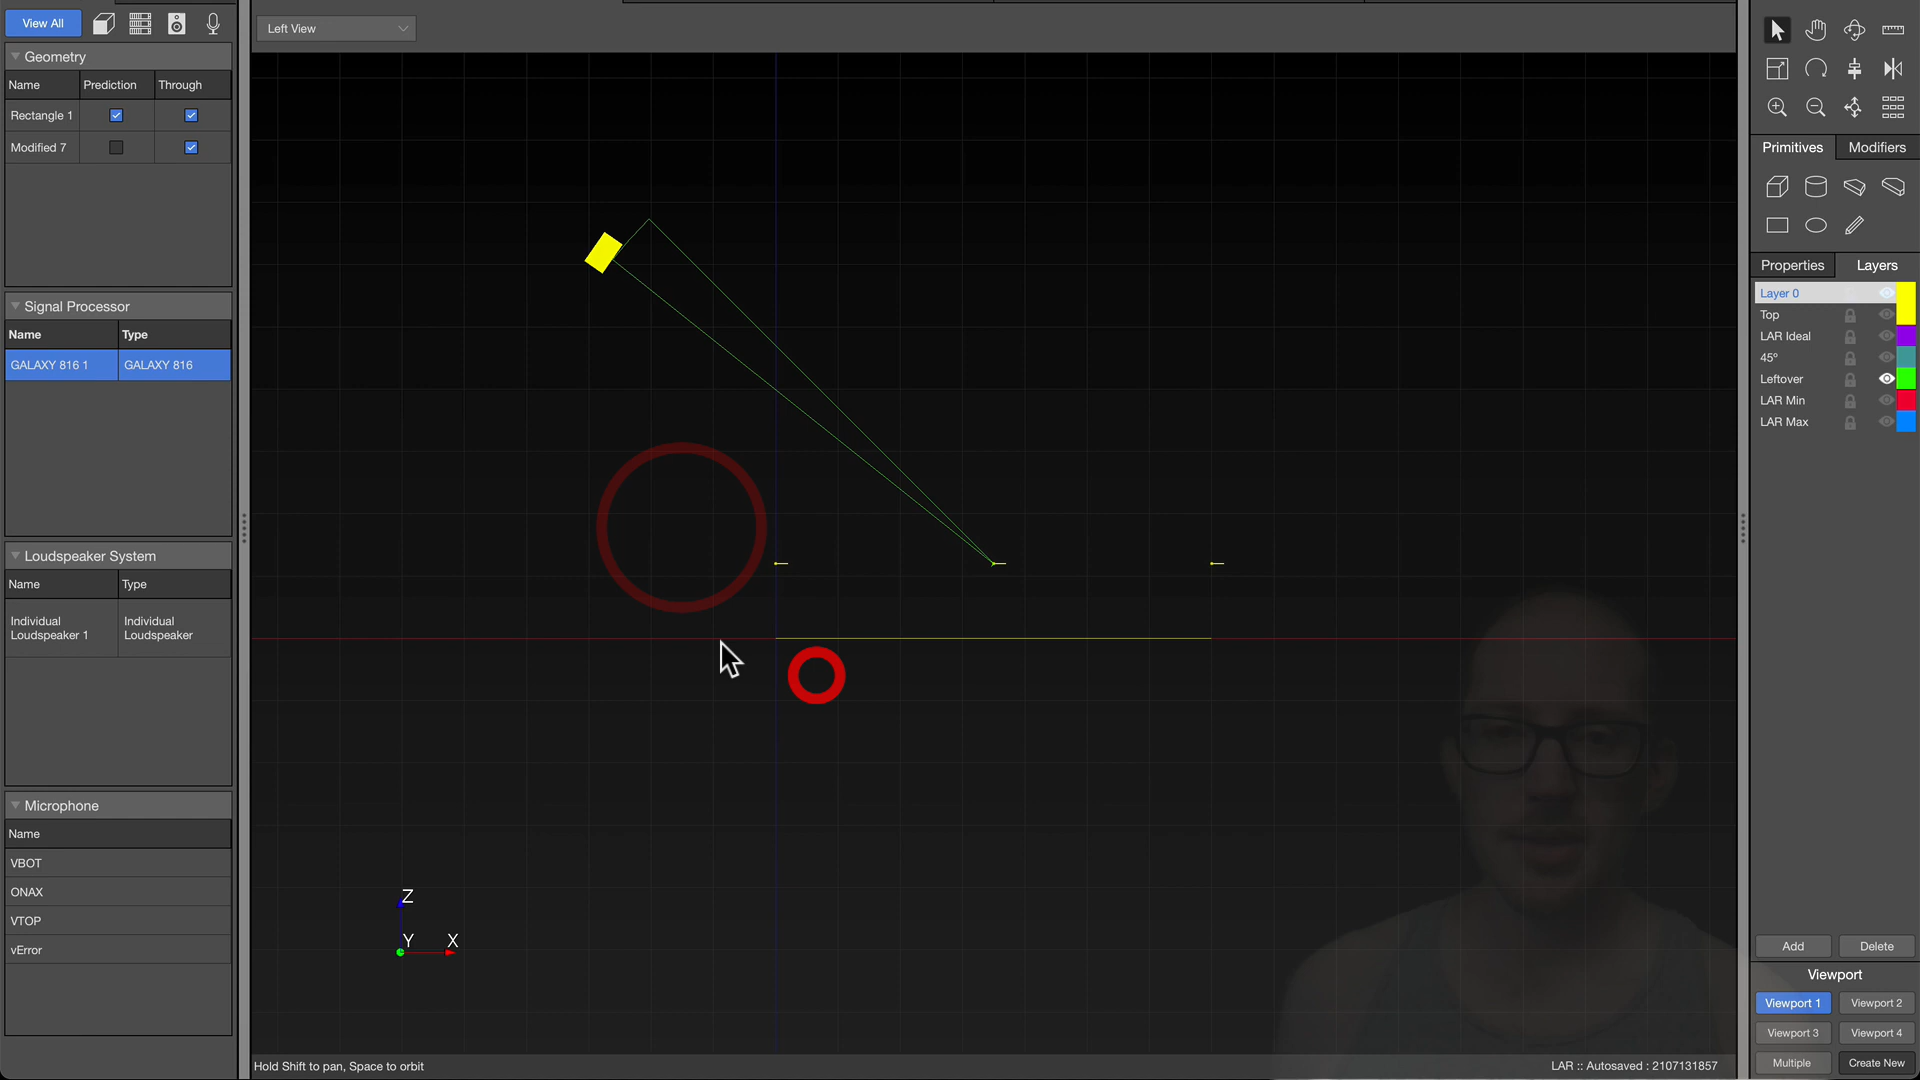 View All
Left View
Geometry
Name Prediction Through
Rectangle 1
Modified 7
Signal Processor
Name Type
GALAXY 816 1 GALAXY 816
Loudspeaker System
Name Type
Individual Loudspeaker 1 Individual Loudspeaker
Microphone
Name
VBOT
ONAX
VTOP
vError
Z
Y X
Hold Shift to pan, Space to orbit
LAR :: Autosaved : 2107131857
Primitives Modifiers
Properties Layers
Layer 0
Top
LAR Ideal
45º
Leftover
LAR Min
LAR Max
Add Delete
Viewport
Viewport 1 Viewport 2
Viewport 3 Viewport 4
Multiple Create New